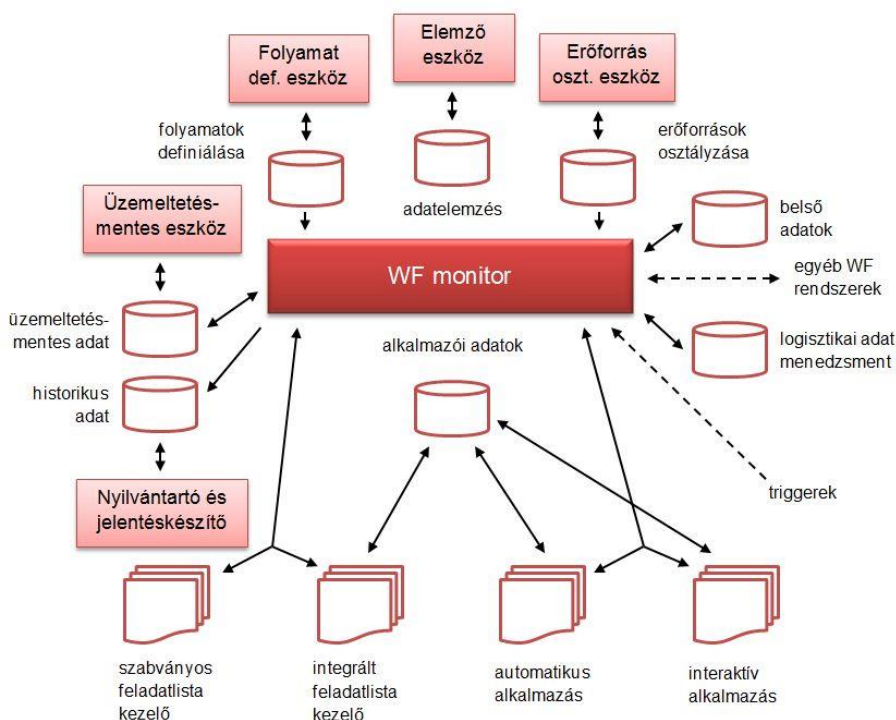 Folyamat
def. eszköz
Elemző
eszköz
Erőforrás
oszt. eszköz
folyamatok
definiálása
erőforrások
osztályzása
adatelemzés
Üzemeltetés-
mentes eszköz
belső
adatok
WF monitor
egyéb WF
rendszerek
üzemeltetés-
mentes adat
alkalmazói adatok
logisztikai adat
menedzsment
historikus
adat
Nyilvántartó és
jelentéskészítő
triggerek
szabványos
feladatlista
kezelő
integrált
feladatlista
kezelő
automatikus
alkalmazás
interaktív
alkalmazás